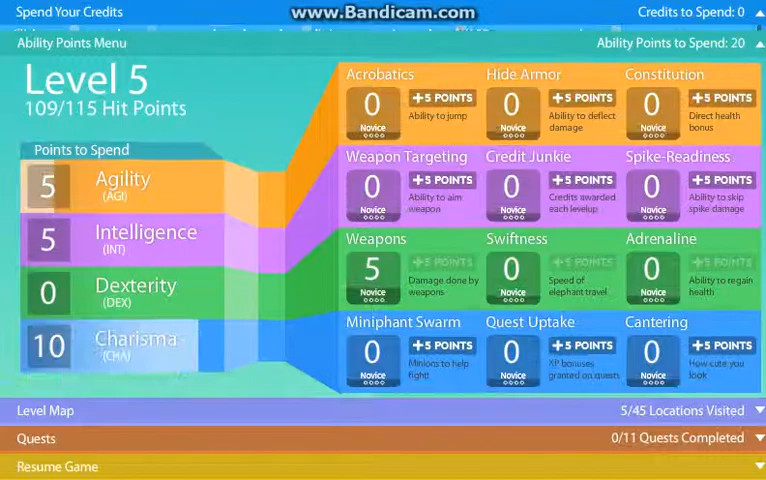 Spend Your Credits
www.Bandicam.com
Credits to Spend: 0
Ability Points Menu
Ability Points to Spend: 20
Level 5
109/115 Hit Points
Points to Spend
5
Agility
(AGI)
5
Intelligence
(INT)
0
Dexterity
(DEX)
10
Charisma
(CHA)
Acrobatics
0
Novice
+5 POINTS
Ability to jump
Hide Armor
0
Novice
+5 POINTS
Ability to deflect
damage
Constitution
0
Novice
+5 POINTS
Direct health
bonus
Weapon Targeting
0
Novice
+5 POINTS
Ability to aim
weapon
Credit Junkie
0
Novice
+5 POINTS
Credits awarded
each levelup
Spike-Readiness
0
Novice
+5 POINTS
Ability to skip
spike damage
Weapons
5
Novice
+5 POINTS
Damage done by
weapons
Swiftness
0
Novice
+5 POINTS
Speed of
elephant travel
Adrenaline
0
Novice
+5 POINTS
Ability to regain
health
Miniphant Swarm
0
Novice
+5 POINTS
Minions to help
fight!
Quest Uptake
0
Novice
+5 POINTS
XP bonuses
granted on quests
Cantering
0
Novice
+5 POINTS
How cute you
look
Level Map
5/45 Locations Visited
Quests
0/11 Quests Completed
Resume Game